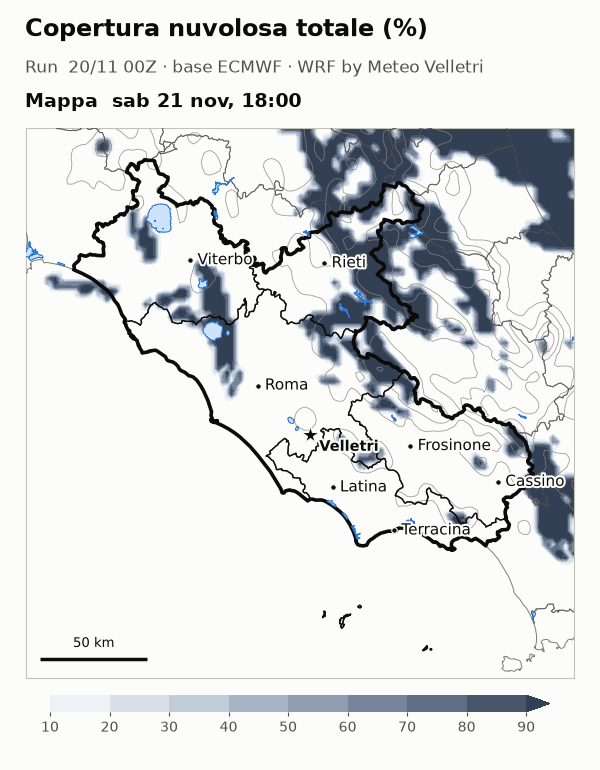 Copertura nuvolosa totale (%)
Run  20/11 00Z · base ECMWF · WRF by Meteo Velletri
Mappa  sab 21 nov, 18:00
Viterbo
Rieti
Roma
Velletri
Frosinone
Cassino
Latina
Terracina
50 km
10 20 30 40 50 60 70 80 90